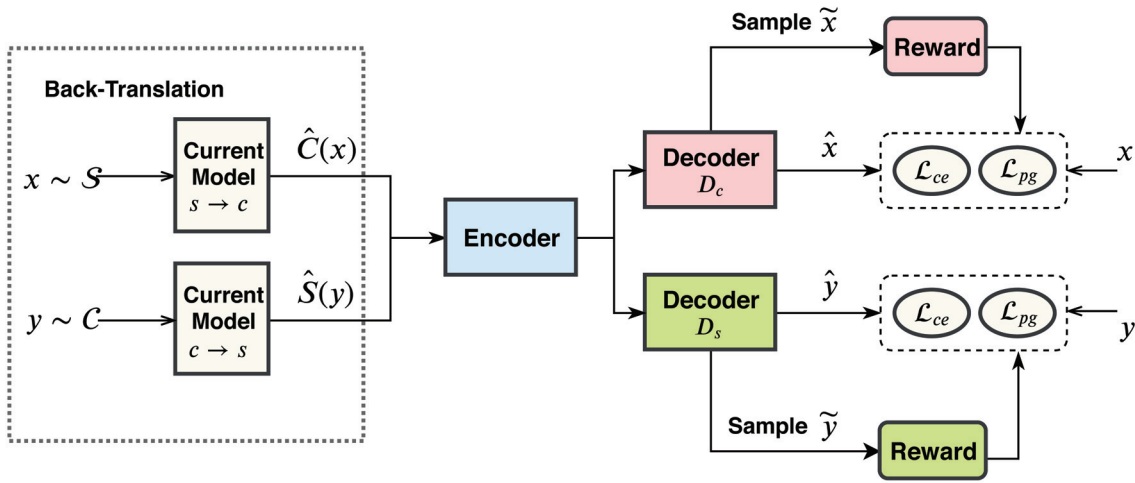 Back-Translation
x ~ 𝒮
Current
Model
s → c
Ĉ(x)
y ~ 𝒞
Current
Model
c → s
Ŝ(y)
Encoder
Decoder
D_c
Sample x̃
Reward
x̂
ℒ_ce
ℒ_pg
x
Decoder
D_s
ŷ
ℒ_ce
ℒ_pg
y
Sample ỹ
Reward